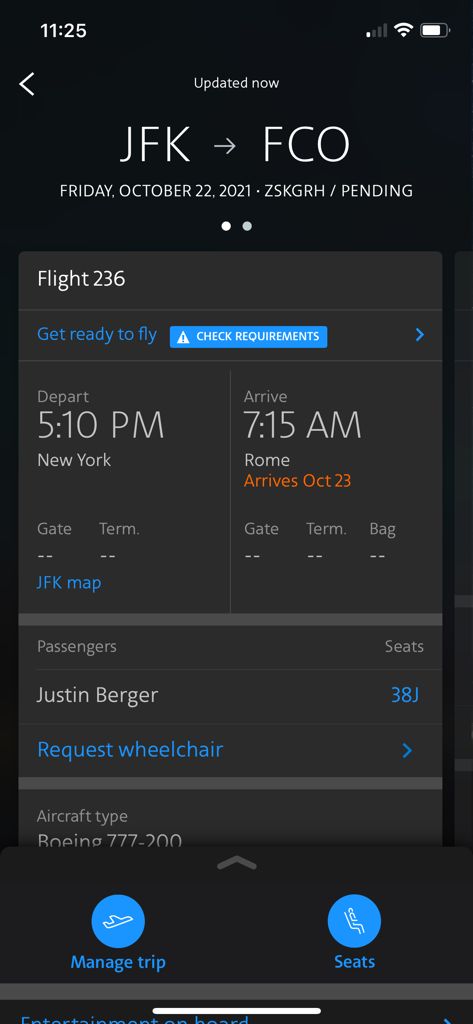 11:25
Updated now
JFK → FCO
FRIDAY, OCTOBER 22, 2021 · ZSKGRH / PENDING
Flight 236
Get ready to fly CHECK REQUIREMENTS
Depart Arrive
5:10 PM 7:15 AM
New York Rome
Arrives Oct 23
Gate Term. Gate Term. Bag
-- -- -- -- --
JFK map
Passengers Seats
Justin Berger 38J
Request wheelchair
Aircraft type
Boeing 777-200
Manage trip Seats
Entertainment on board